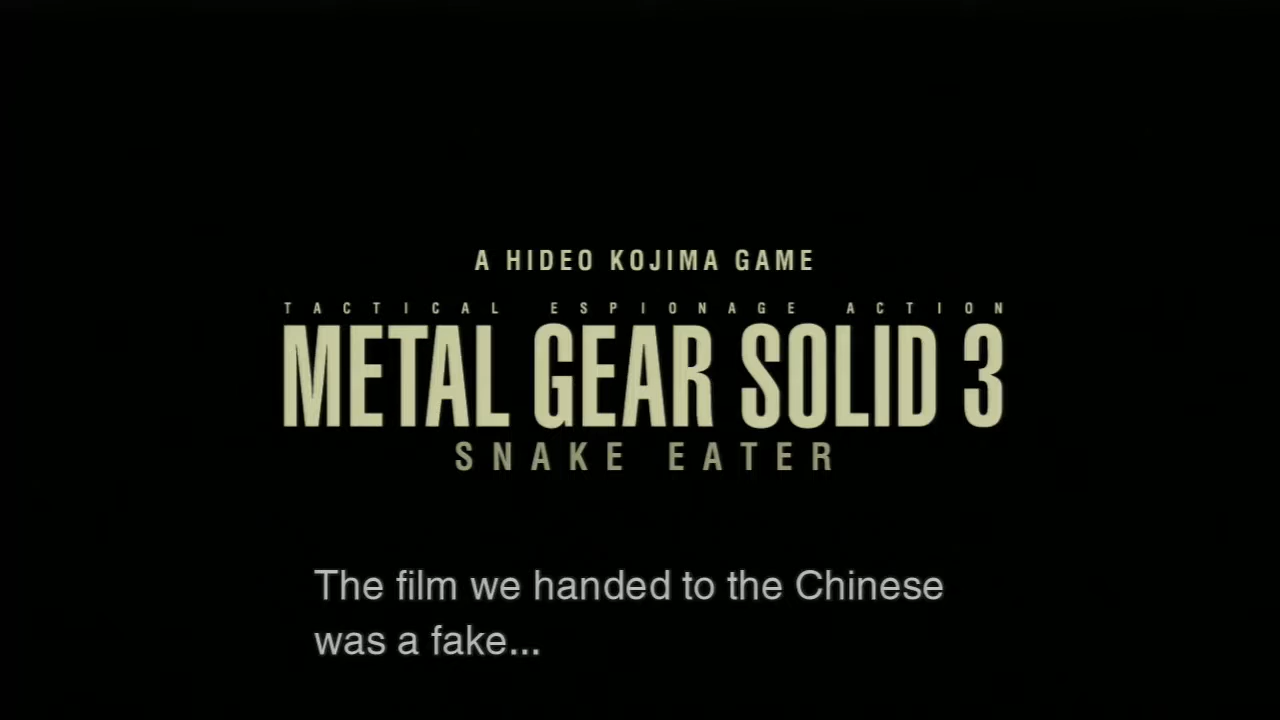 A HIDEO KOJIMA GAME
TACTICAL ESPIONAGE ACTION
METAL GEAR SOLID 3
SNAKE EATER
The film we handed to the Chinese
was a fake...